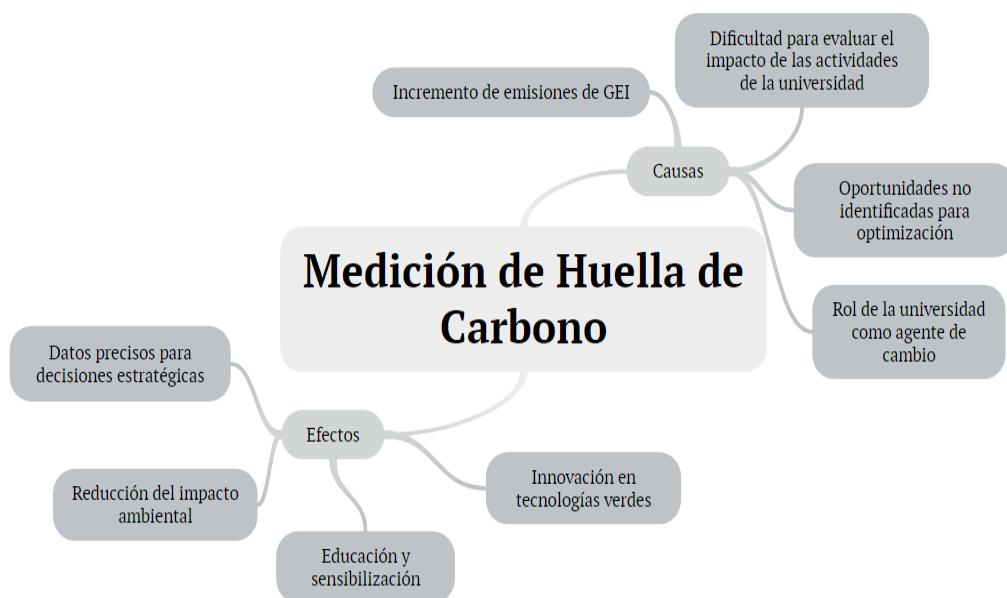 Dificultad para evaluar el
impacto de las actividades
de la universidad
Incremento de emisiones de GEI
Causas
Oportunidades no
identificadas para
optimización
Medición de Huella de
Carbono
Rol de la universidad
como agente de
cambio
Datos precisos para
decisiones estratégicas
Efectos
Reducción del impacto
ambiental
Innovación en
tecnologías verdes
Educación y
sensibilización